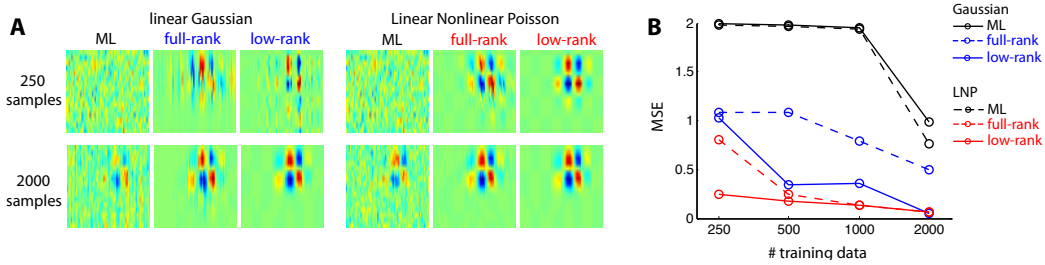 A
linear Gaussian
Linear Nonlinear Poisson
ML full-rank low-rank
ML full-rank low-rank
250
samples
2000
samples
B
2
1.5
1
0.5
0
MSE
250 500 1000 2000
# training data
Gaussian
ML
full-rank
low-rank
LNP
ML
full-rank
low-rank